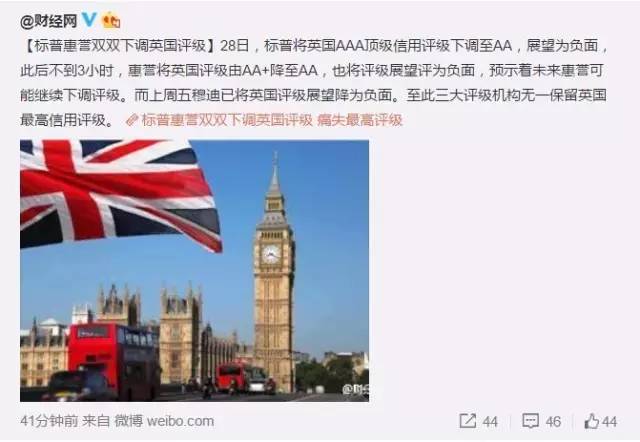 @财经网
【标普惠誉双双下调英国评级】28日，标普将英国AAA顶级信用评级下调至AA，展望为负面，
此后不到3小时，惠誉将英国评级由AA+降至AA，也将评级展望评为负面，预示着未来惠誉可
能继续下调评级。而上周五穆迪已将英国评级展望降为负面。至此三大评级机构无一保留英国
最高信用评级。 标普惠誉双双下调英国评级 痛失最高评级
41分钟前 来自 微博 weibo.com 44 46 44